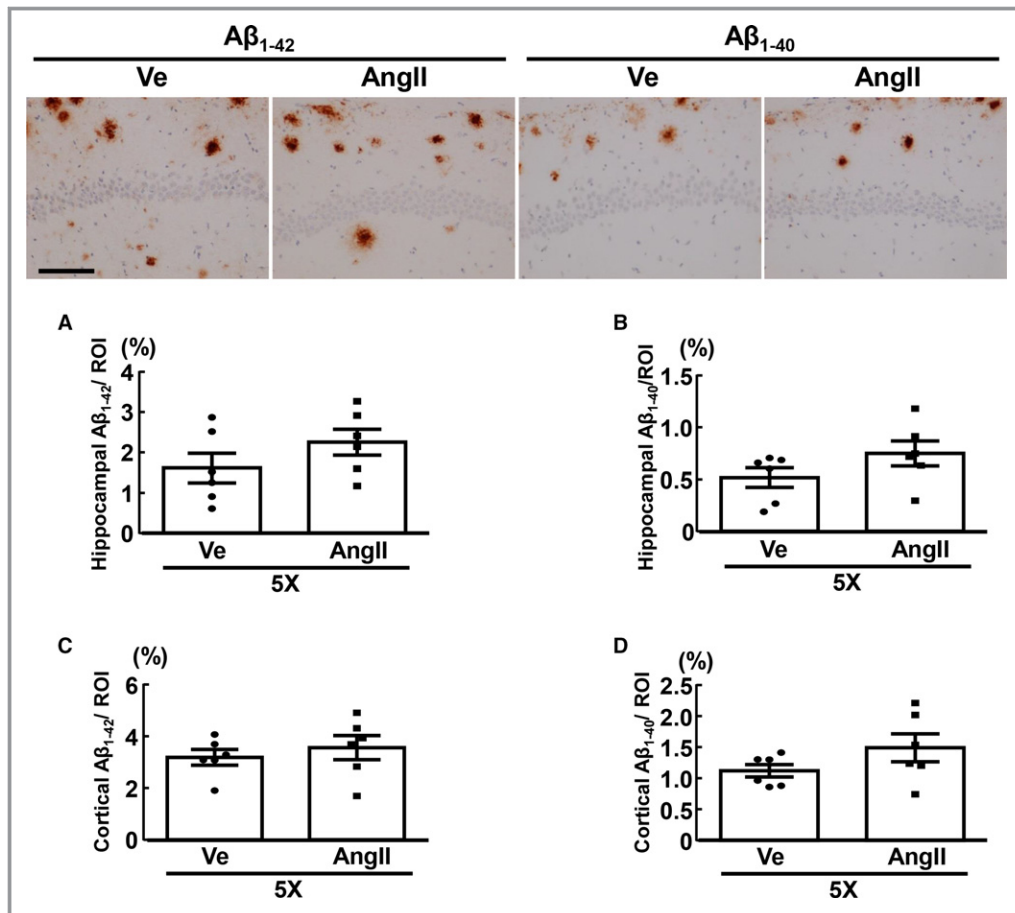 Aβ1-42 Aβ1-40
Ve AngII Ve AngII
A
(%)
Hippocampal Aβ1-42/ ROI
4
3
2
1
0
Ve AngII
5X
B
(%)
Hippocampal Aβ1-40/ROI
1.5
1.0
0.5
0
Ve AngII
5X
C
(%)
Cortical Aβ1-42/ ROI
6
4
2
0
Ve AngII
5X
D
(%)
Cortical Aβ1-40/ ROI
2.5
2.0
1.5
1.0
0.5
0
Ve AngII
5X